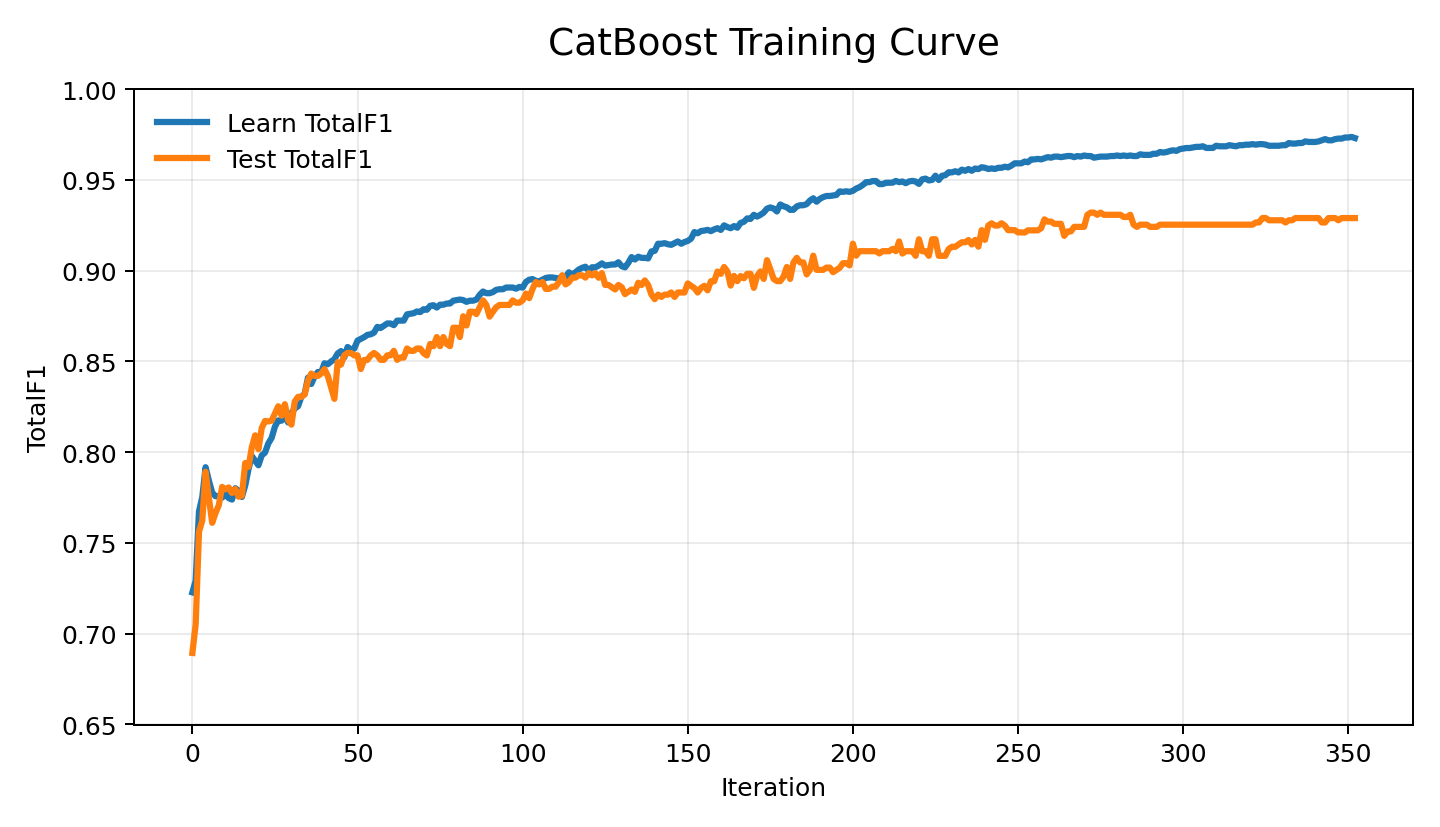 CatBoost Training Curve
1.00
0.95
0.90
0.85
0.80
0.75
0.70
0.65
TotalF1
Learn TotalF1
Test TotalF1
0 50 100 150 200 250 300 350
Iteration